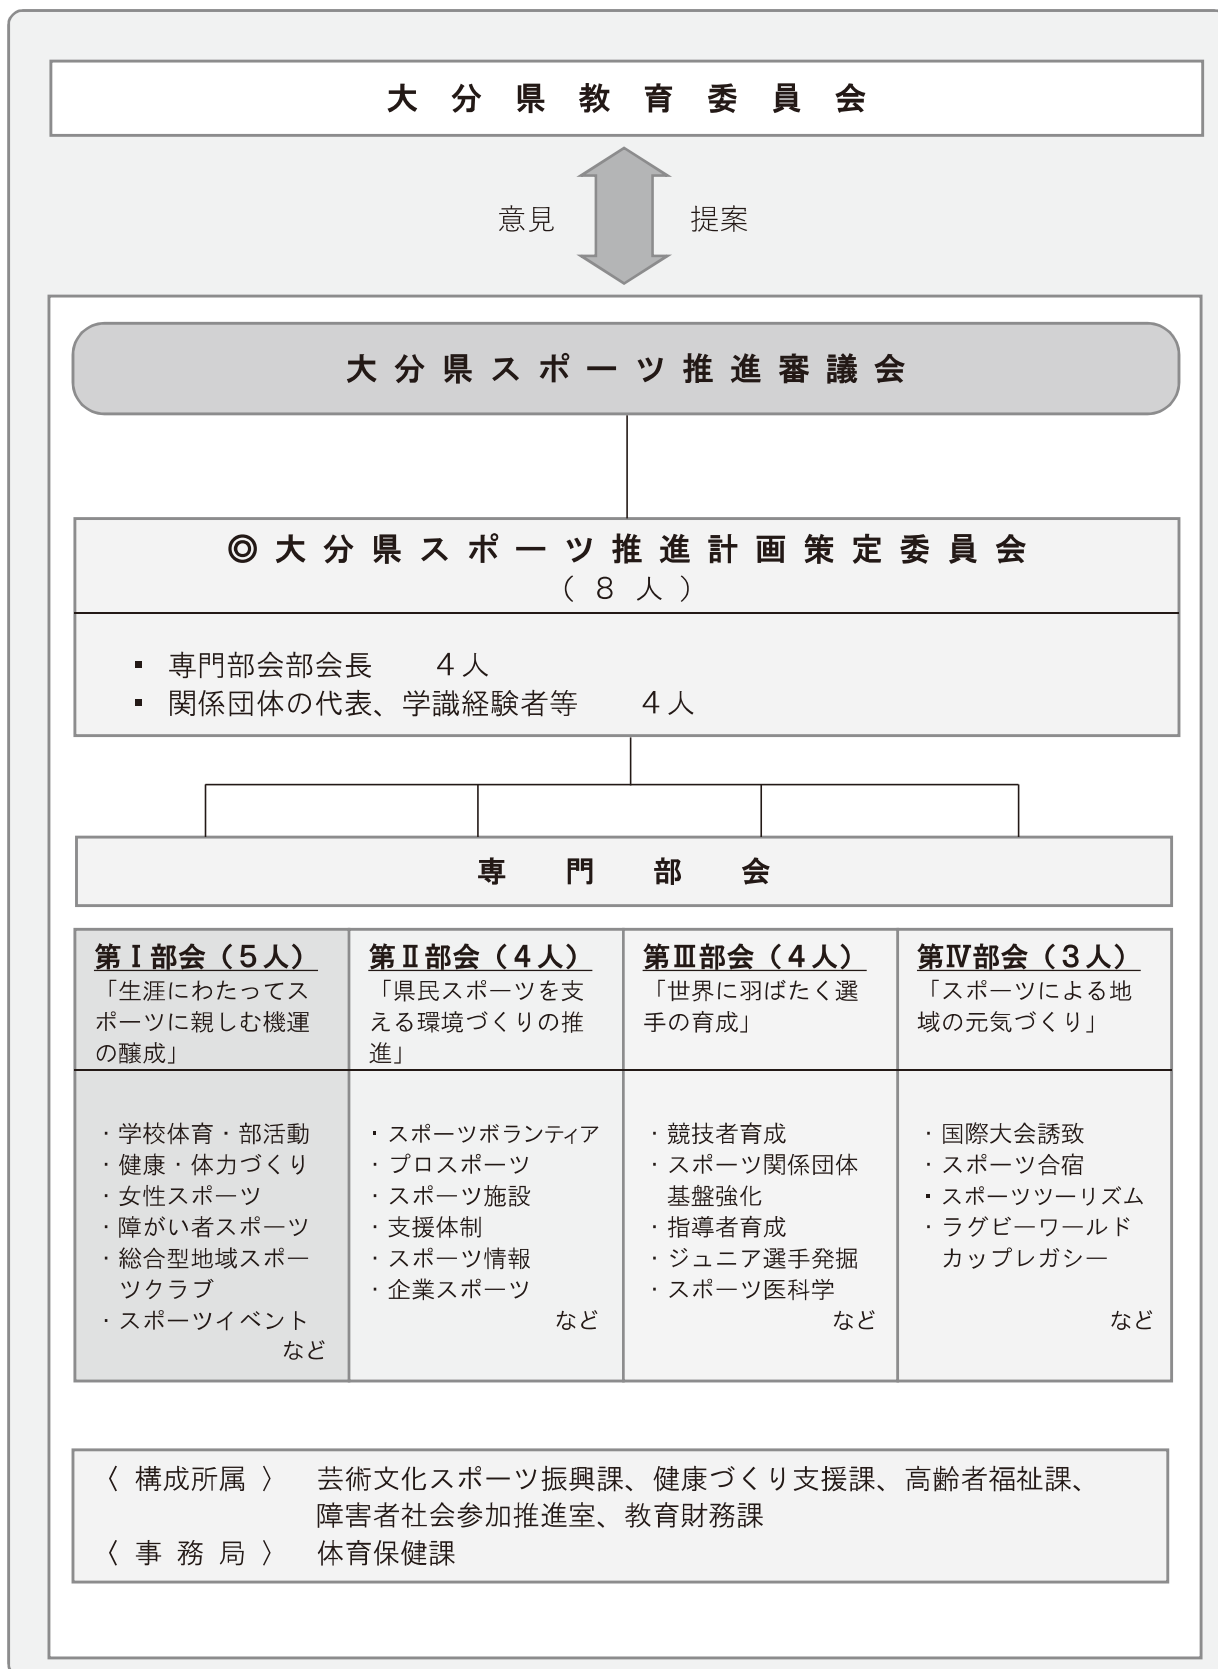 大分県教育委員会
意見 提案
大分県スポーツ推進審議会
◎大分県スポーツ推進計画策定委員会
（８人）
▪ 専門部会部会長 ４人
▪ 関係団体の代表、学識経験者等 ４人
専門部会
第Ⅰ部会（５人）
「生涯にわたってス
ポーツに親しむ機運
の醸成」
・学校体育・部活動
・健康・体力づくり
・女性スポーツ
・障がい者スポーツ
・総合型地域スポー
ツクラブ
・スポーツイベント
など
第Ⅱ部会（４人）
「県民スポーツを支
える環境づくりの推
進」
・スポーツボランティア
・プロスポーツ
・スポーツ施設
・支援体制
・スポーツ情報
・企業スポーツ
など
第Ⅲ部会（４人）
「世界に羽ばたく選
手の育成」
・競技者育成
・スポーツ関係団体
基盤強化
・指導者育成
・ジュニア選手発掘
・スポーツ医科学
など
第Ⅳ部会（３人）
「スポーツによる地
域の元気づくり」
・国際大会誘致
・スポーツ合宿
・スポーツツーリズム
・ラグビーワールド
カップレガシー
など
〈 構成所属 〉 芸術文化スポーツ振興課、健康づくり支援課、高齢者福祉課、
障害者社会参加推進室、教育財務課
〈 事 務 局 〉 体育保健課